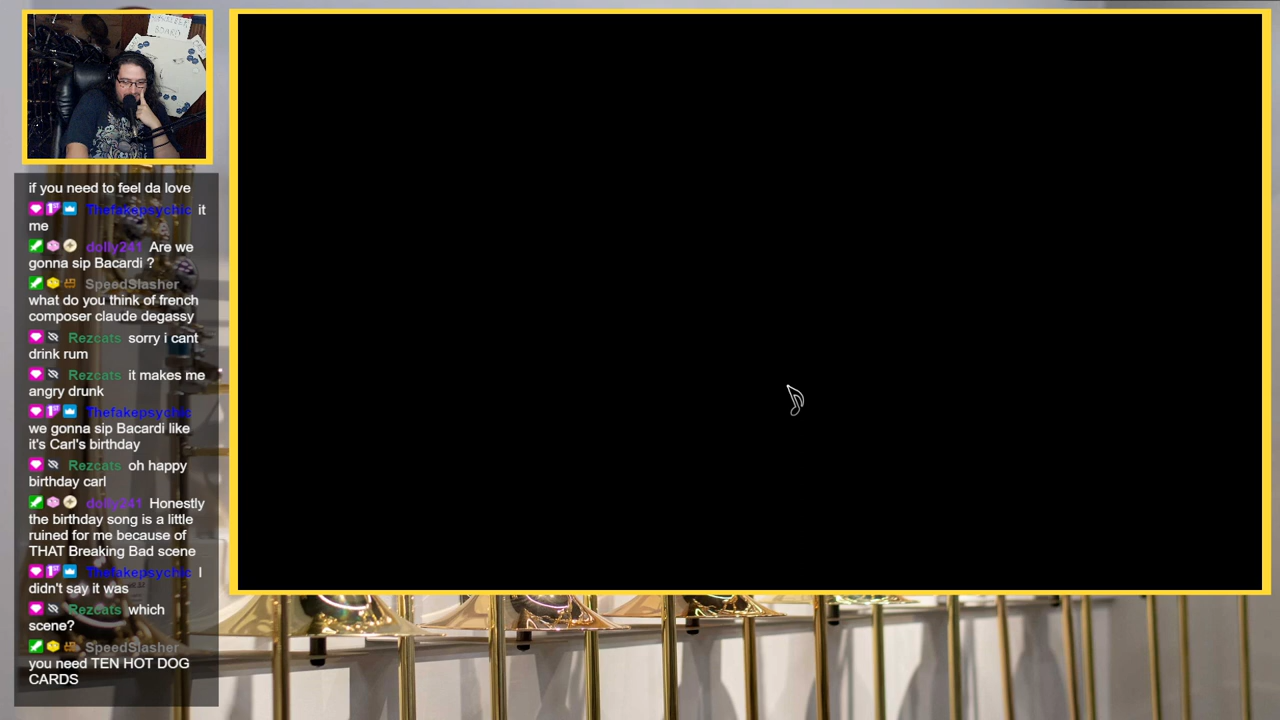 if you need to feel da love
Thefakepsychic it
me
dolly241 Are we
gonna sip Bacardi ?
SpeedSlasher
what do you think of french
composer claude degassy
Rezcats sorry i cant
drink rum
Rezcats it makes me
angry drunk
Thefakepsychic
we gonna sip Bacardi like
it's Carl's birthday
Rezcats oh happy
birthday carl
dolly241 Honestly
the birthday song is a little
ruined for me because of
THAT Breaking Bad scene
Thefakepsychic I
didn't say it was
Rezcats which
scene?
SpeedSlasher
you need TEN HOT DOG
CARDS